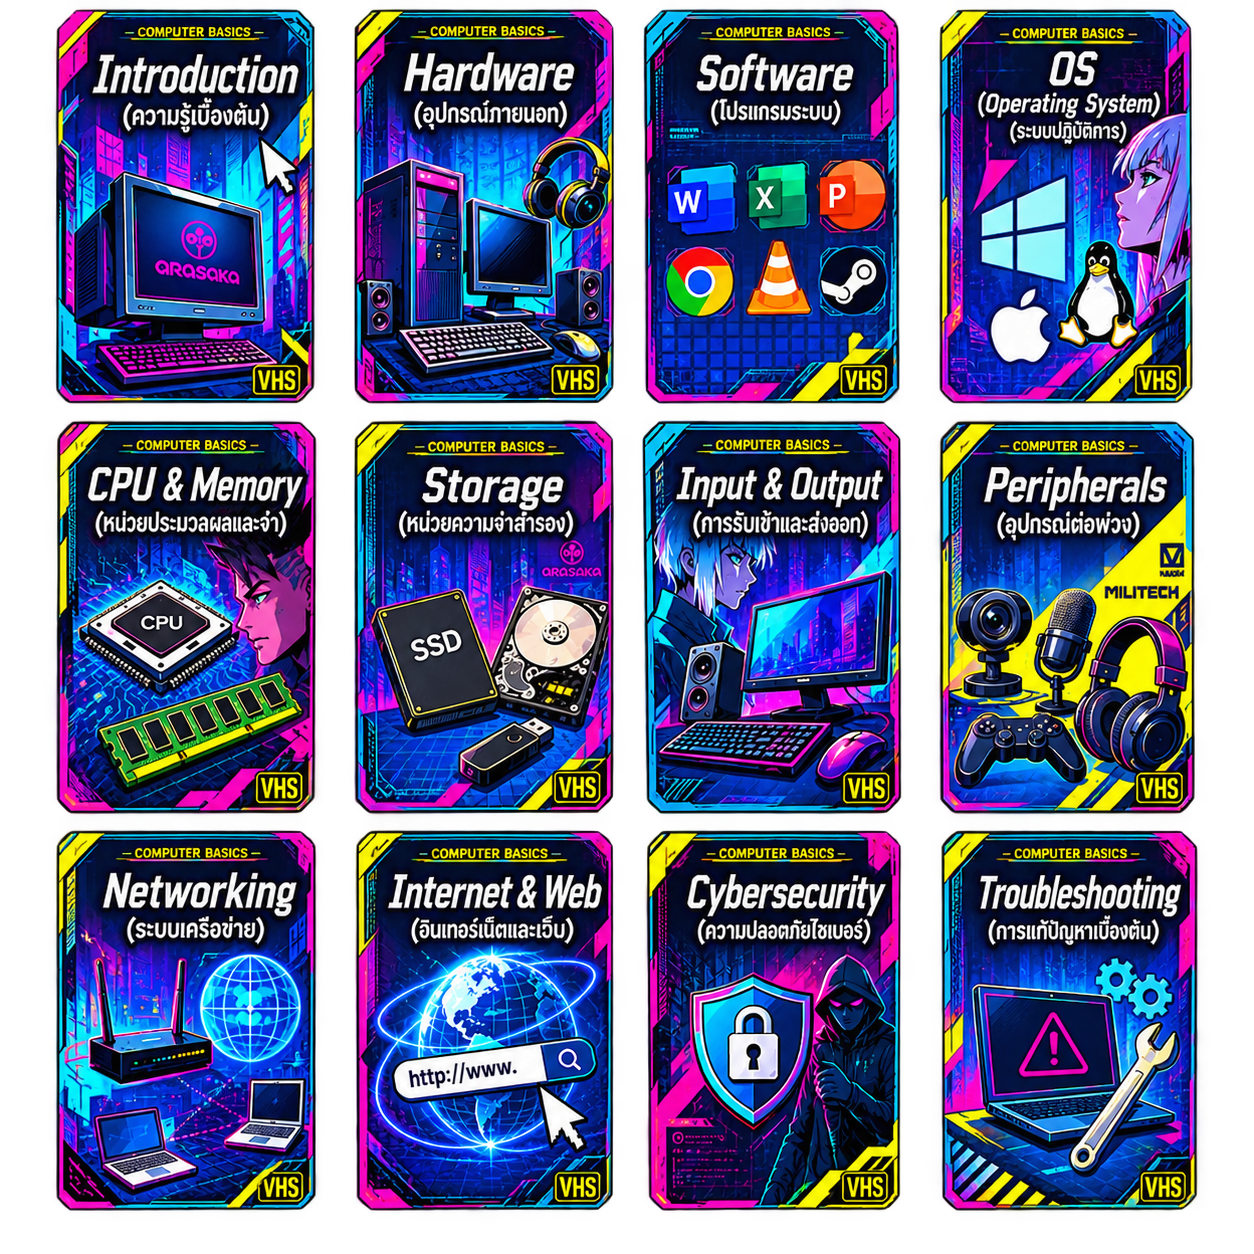 COMPUTER BASICS
Introduction
(ความรู้เบื้องต้น)
ARASAKA
VHS
COMPUTER BASICS
Hardware
(อุปกรณ์ภายนอก)
VHS
COMPUTER BASICS
Software
(โปรแกรมระบบ)
W
X
P
VHS
COMPUTER BASICS
OS
(Operating System)
(ระบบปฏิบัติการ)
VHS
COMPUTER BASICS
CPU & Memory
(หน่วยประมวลผลและจำ)
CPU
VHS
COMPUTER BASICS
Storage
(หน่วยความจำสำรอง)
ARASAKA
SSD
VHS
COMPUTER BASICS
Input & Output
(การรับเข้าและส่งออก)
VHS
COMPUTER BASICS
Peripherals
(อุปกรณ์ต่อพ่วง)
MILITECH
VHS
COMPUTER BASICS
Networking
(ระบบเครือข่าย)
VHS
COMPUTER BASICS
Internet & Web
(อินเทอร์เน็ตและเว็บ)
http://www.
VHS
COMPUTER BASICS
Cybersecurity
(ความปลอดภัยไซเบอร์)
VHS
COMPUTER BASICS
Troubleshooting
(การแก้ปัญหาเบื้องต้น)
VHS